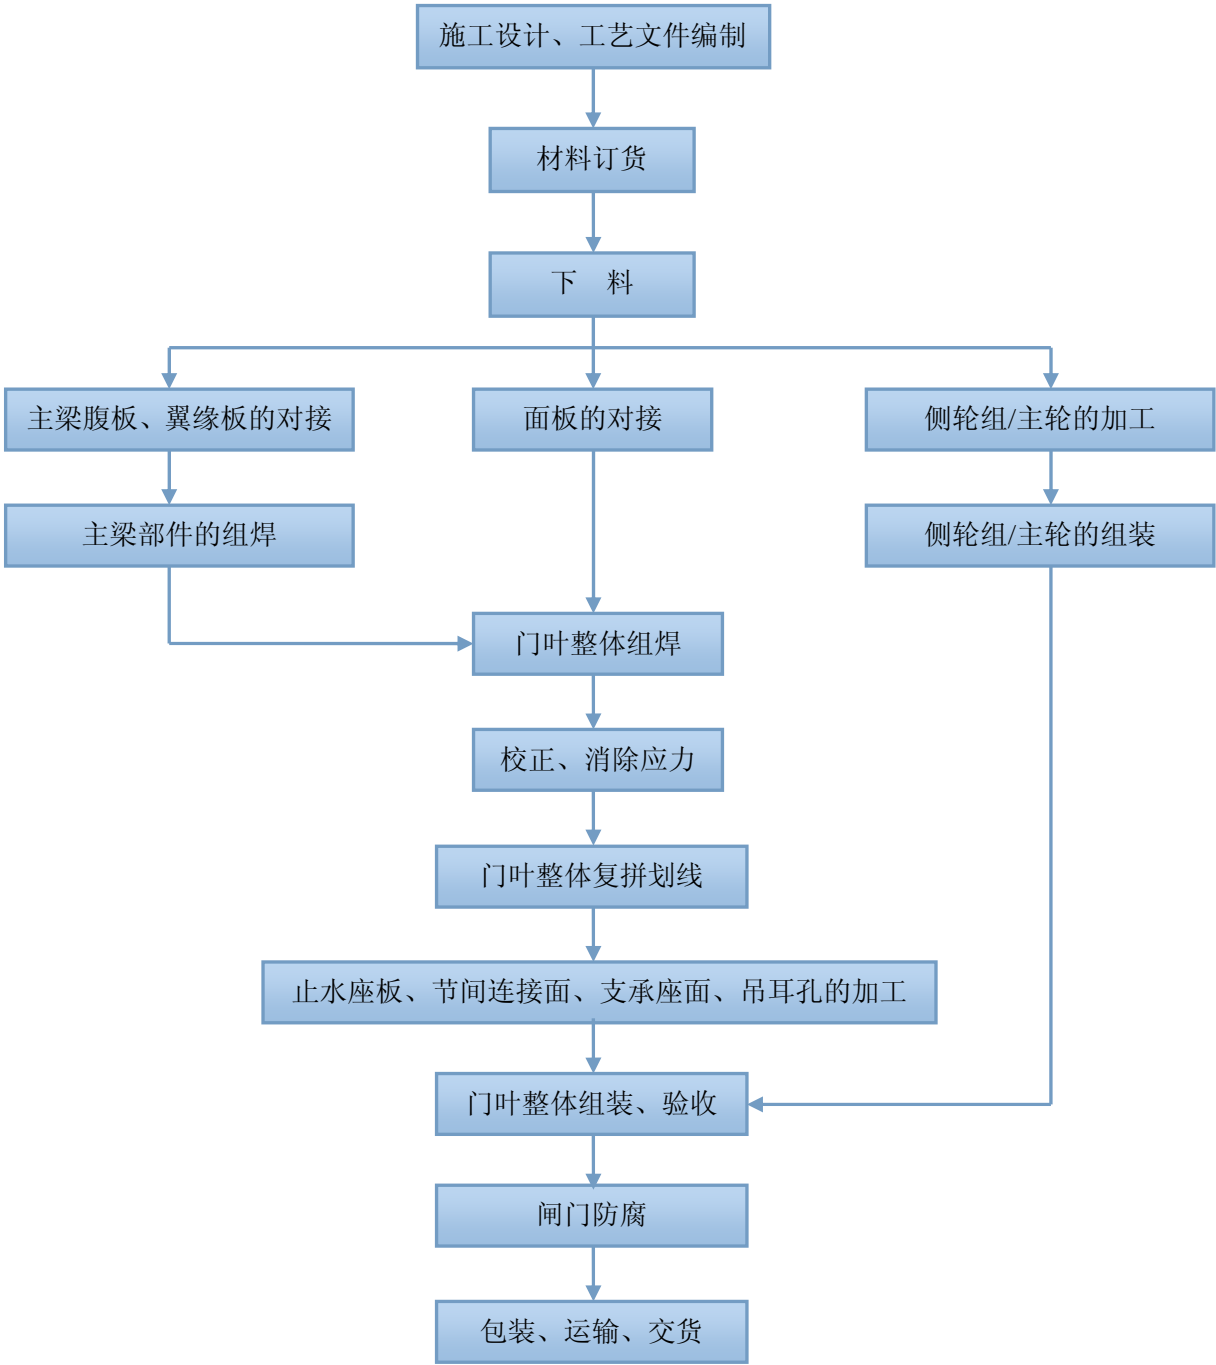 施工设计、工艺文件编制
材料订货
下　料
主梁腹板、翼缘板的对接
面板的对接
侧轮组/主轮的加工
主梁部件的组焊
侧轮组/主轮的组装
门叶整体组焊
校正、消除应力
门叶整体复拼划线
止水座板、节间连接面、支承座面、吊耳孔的加工
门叶整体组装、验收
闸门防腐
包装、运输、交货